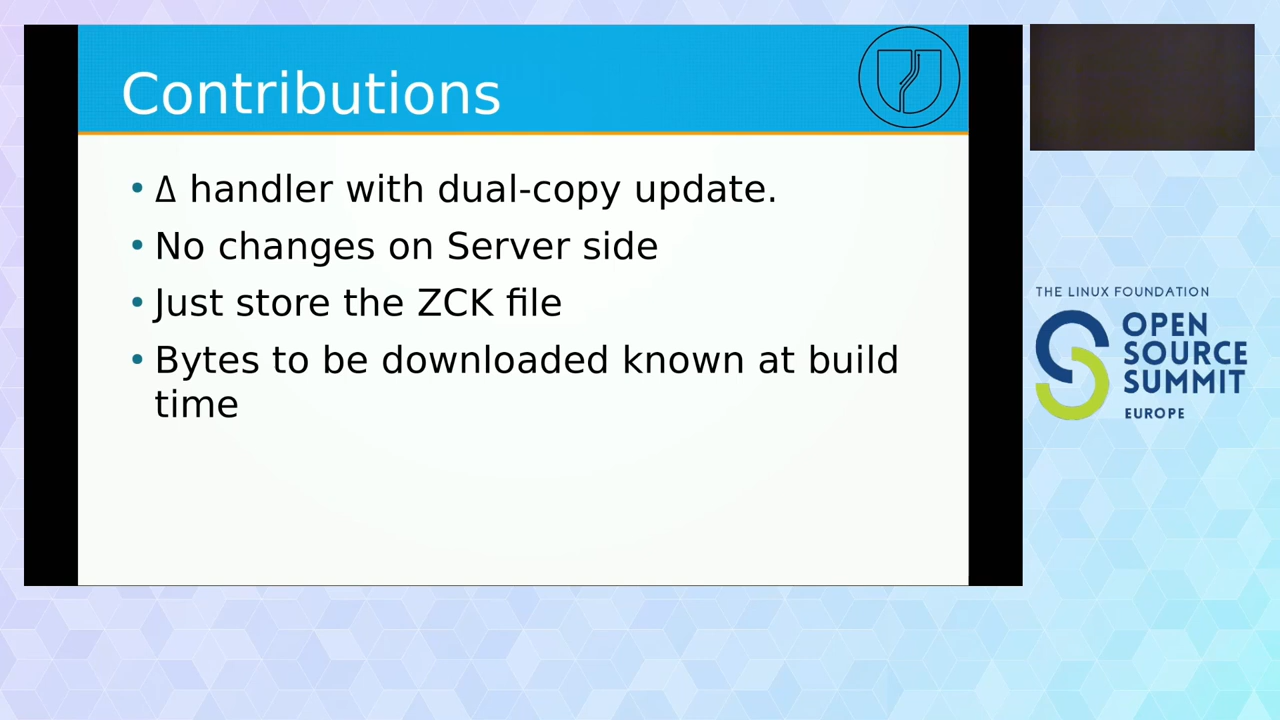 Contributions
• Δ handler with dual-copy update.
• No changes on Server side
• Just store the ZCK file
• Bytes to be downloaded known at build
time
THE LINUX FOUNDATION
OPEN
SOURCE
SUMMIT
EUROPE